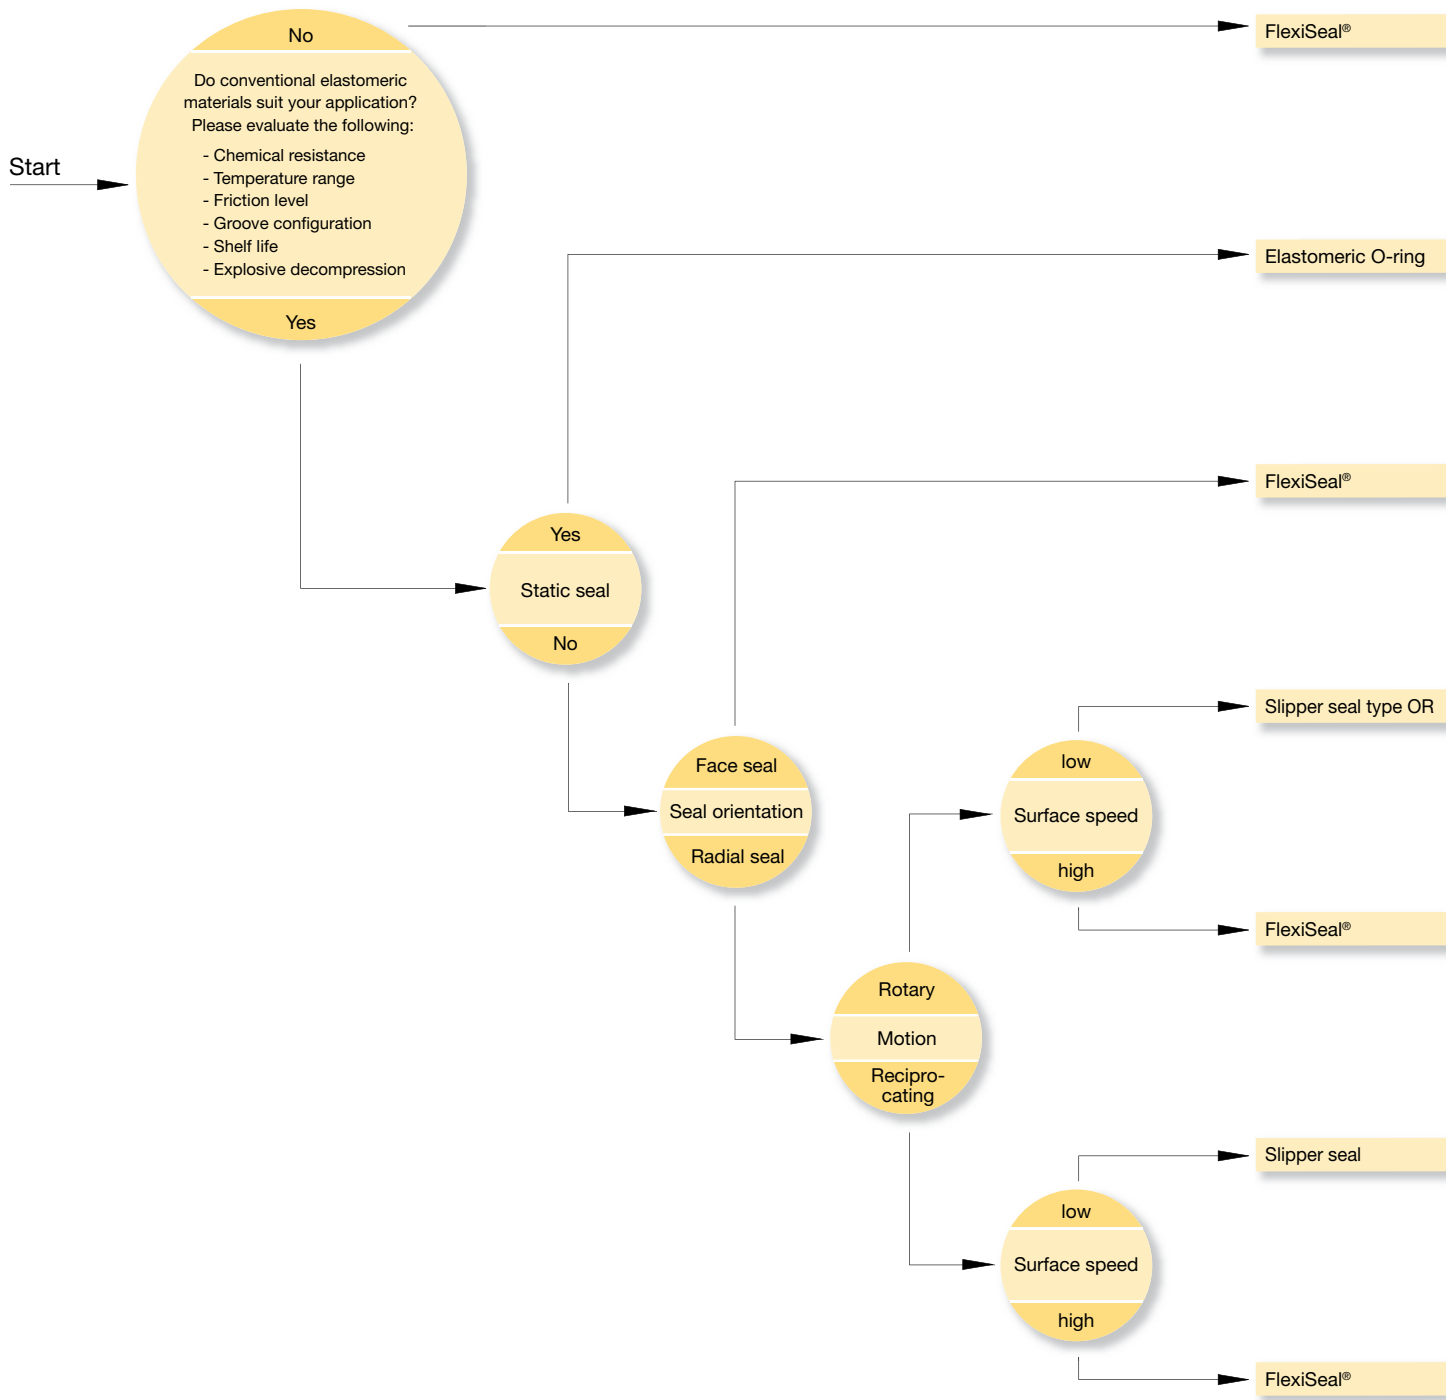 No
FlexiSeal®
Do conventional elastomeric
materials suit your application?
Please evaluate the following:
- Chemical resistance
- Temperature range
- Friction level
- Groove configuration
- Shelf life
- Explosive decompression
Start
Yes
Elastomeric O-ring
FlexiSeal®
Yes
Static seal
No
Slipper seal type OR
Face seal
Seal orientation
Radial seal
low
Surface speed
high
FlexiSeal®
Rotary
Motion
Recipro-
cating
Slipper seal
low
Surface speed
high
FlexiSeal®